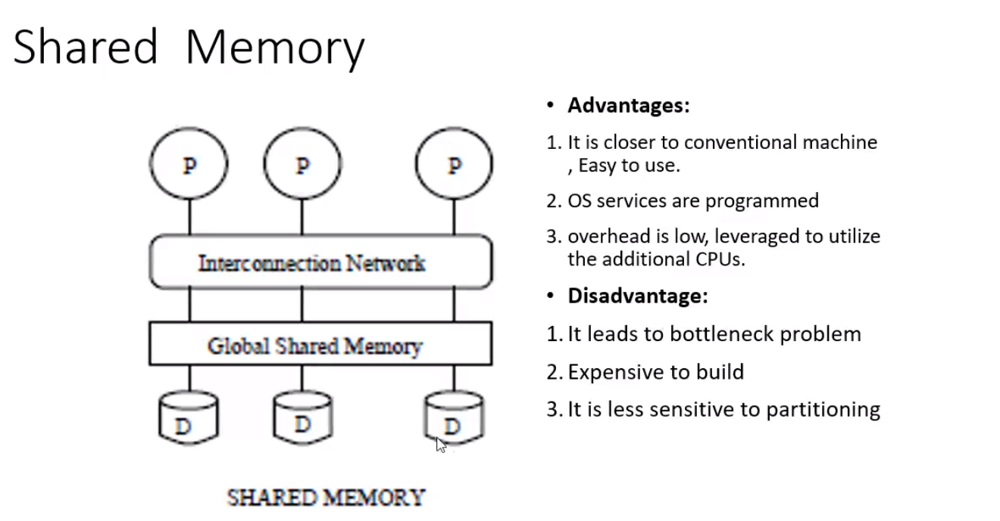 Shared Memory
P P P
Interconnection Network
Global Shared Memory
D D D
SHARED MEMORY
• Advantages:
1. It is closer to conventional machine
, Easy to use.
2. OS services are programmed
3. overhead is low, leveraged to utilize
the additional CPUs.
• Disadvantage:
1. It leads to bottleneck problem
2. Expensive to build
3. It is less sensitive to partitioning